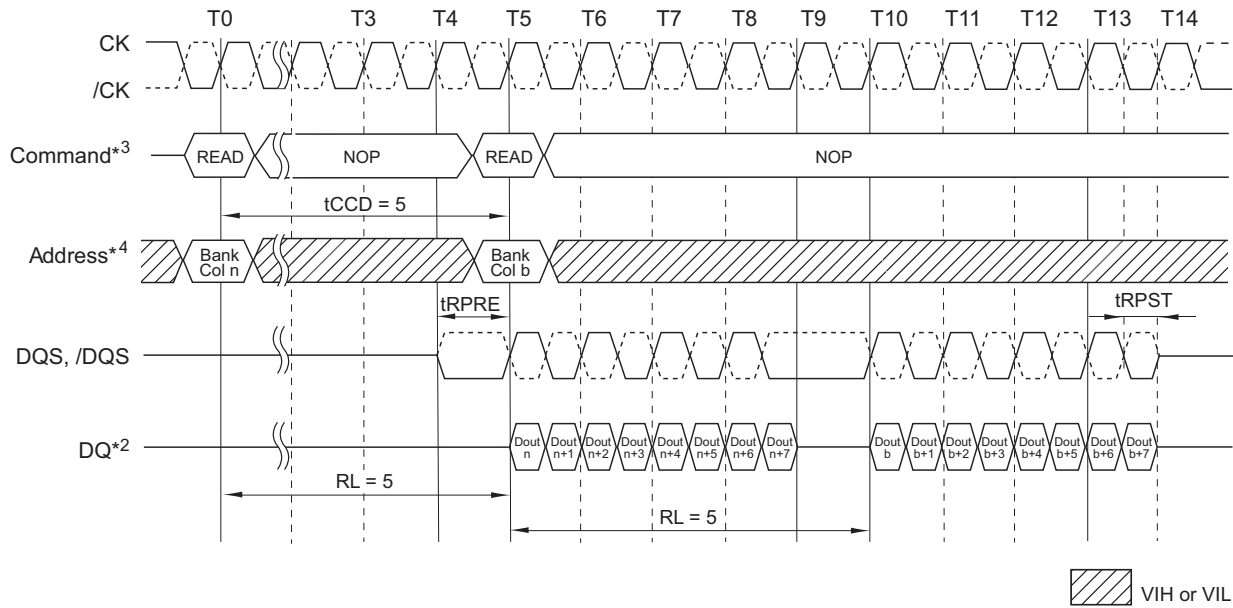 T0 T3 T4 T5 T6 T7 T8 T9 T10 T11 T12 T13 T14
CK
/CK
Command*3
READ NOP READ NOP
tCCD = 5
Address*4
Bank Col n
Bank Col b
tRPRE
tRPST
DQS, /DQS
DQ*2
Dout n
Dout n+1
Dout n+2
Dout n+3
Dout n+4
Dout n+5
Dout n+6
Dout n+7
Dout b
Dout b+1
Dout b+2
Dout b+3
Dout b+4
Dout b+5
Dout b+6
Dout b+7
RL = 5
RL = 5
VIH or VIL